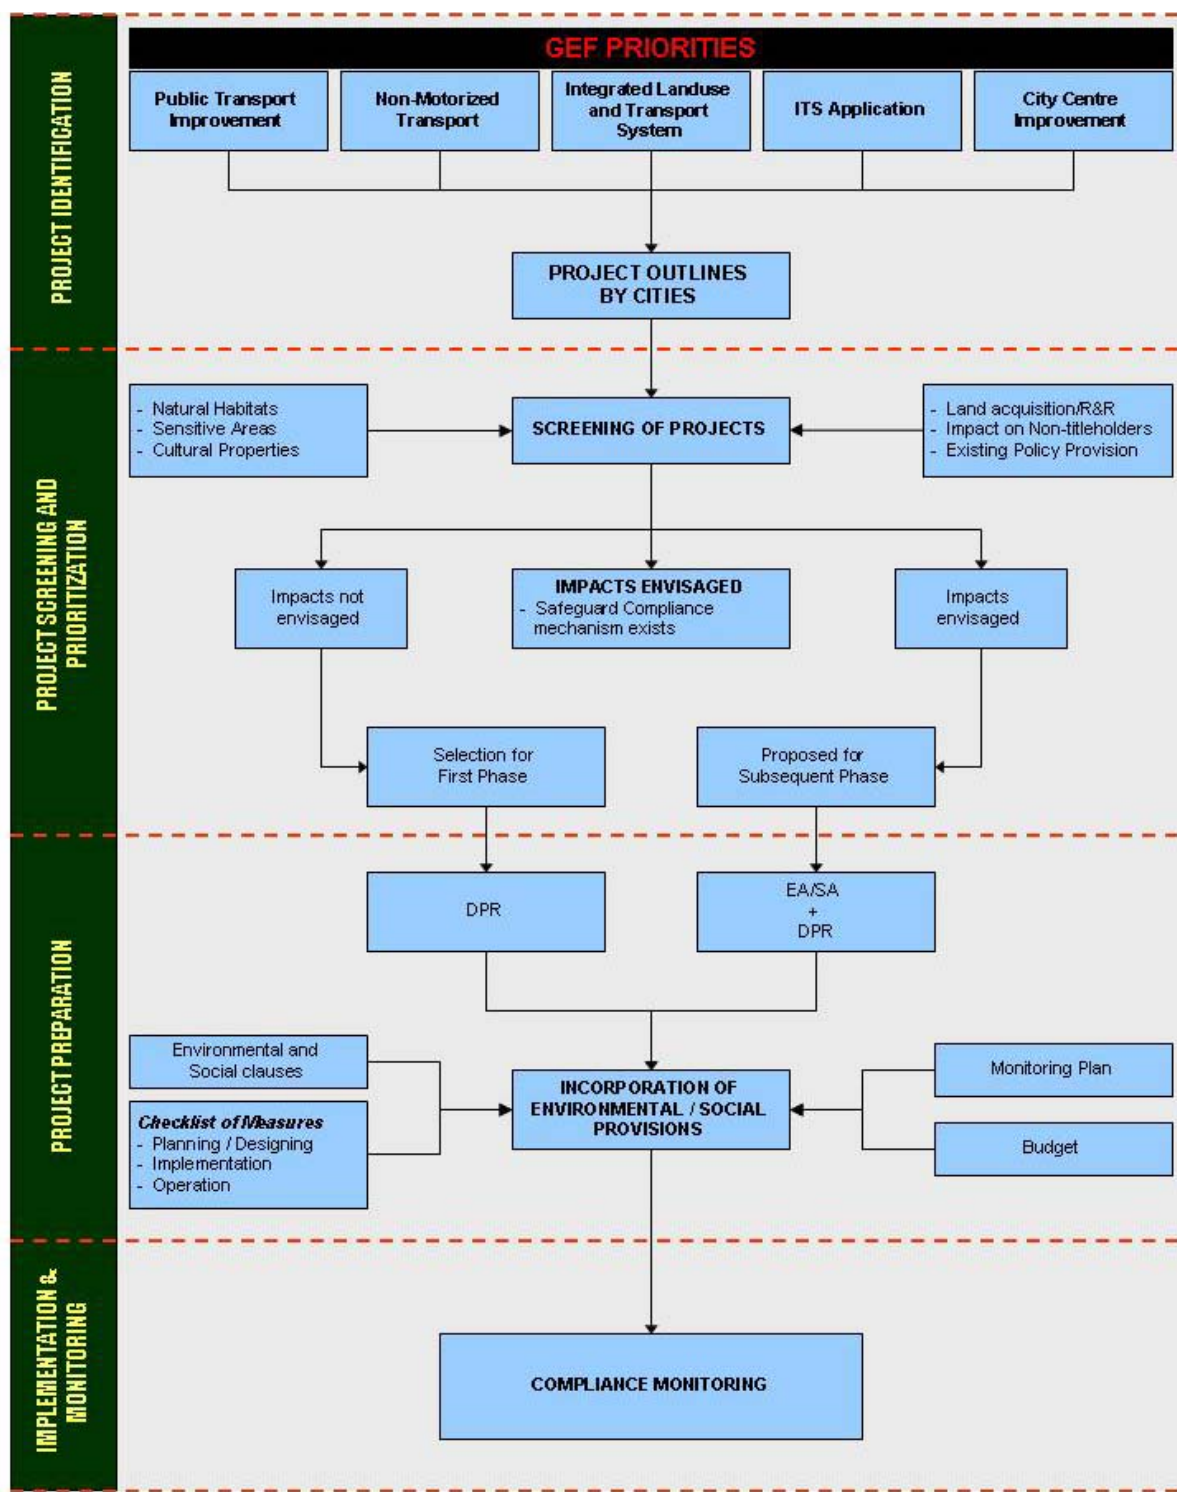 GEF PRIORITIES
PROJECT IDENTIFICATION
Public Transport
Improvement
Non-Motorized
Transport
Integrated Landuse
and Transport
System
ITS Application
City Centre
Improvement
PROJECT OUTLINES
BY CITIES
PROJECT SCREENING AND
PRIORITIZATION
- Natural Habitats
- Sensitive Areas
- Cultural Properties
SCREENING OF PROJECTS
- Land acquisition/R&R
- Impact on Non-titleholders
- Existing Policy Provision
Impacts not
envisaged
IMPACTS ENVISAGED
- Safeguard Compliance
mechanism exists
Impacts
envisaged
Selection for
First Phase
Proposed for
Subsequent Phase
PROJECT PREPARATION
DPR
EA/SA
+
DPR
Environmental and
Social clauses
Checklist of Measures
- Planning / Designing
- Implementation
- Operation
INCORPORATION OF
ENVIRONMENTAL / SOCIAL
PROVISIONS
Monitoring Plan
Budget
IMPLEMENTATION &
MONITORING
COMPLIANCE MONITORING